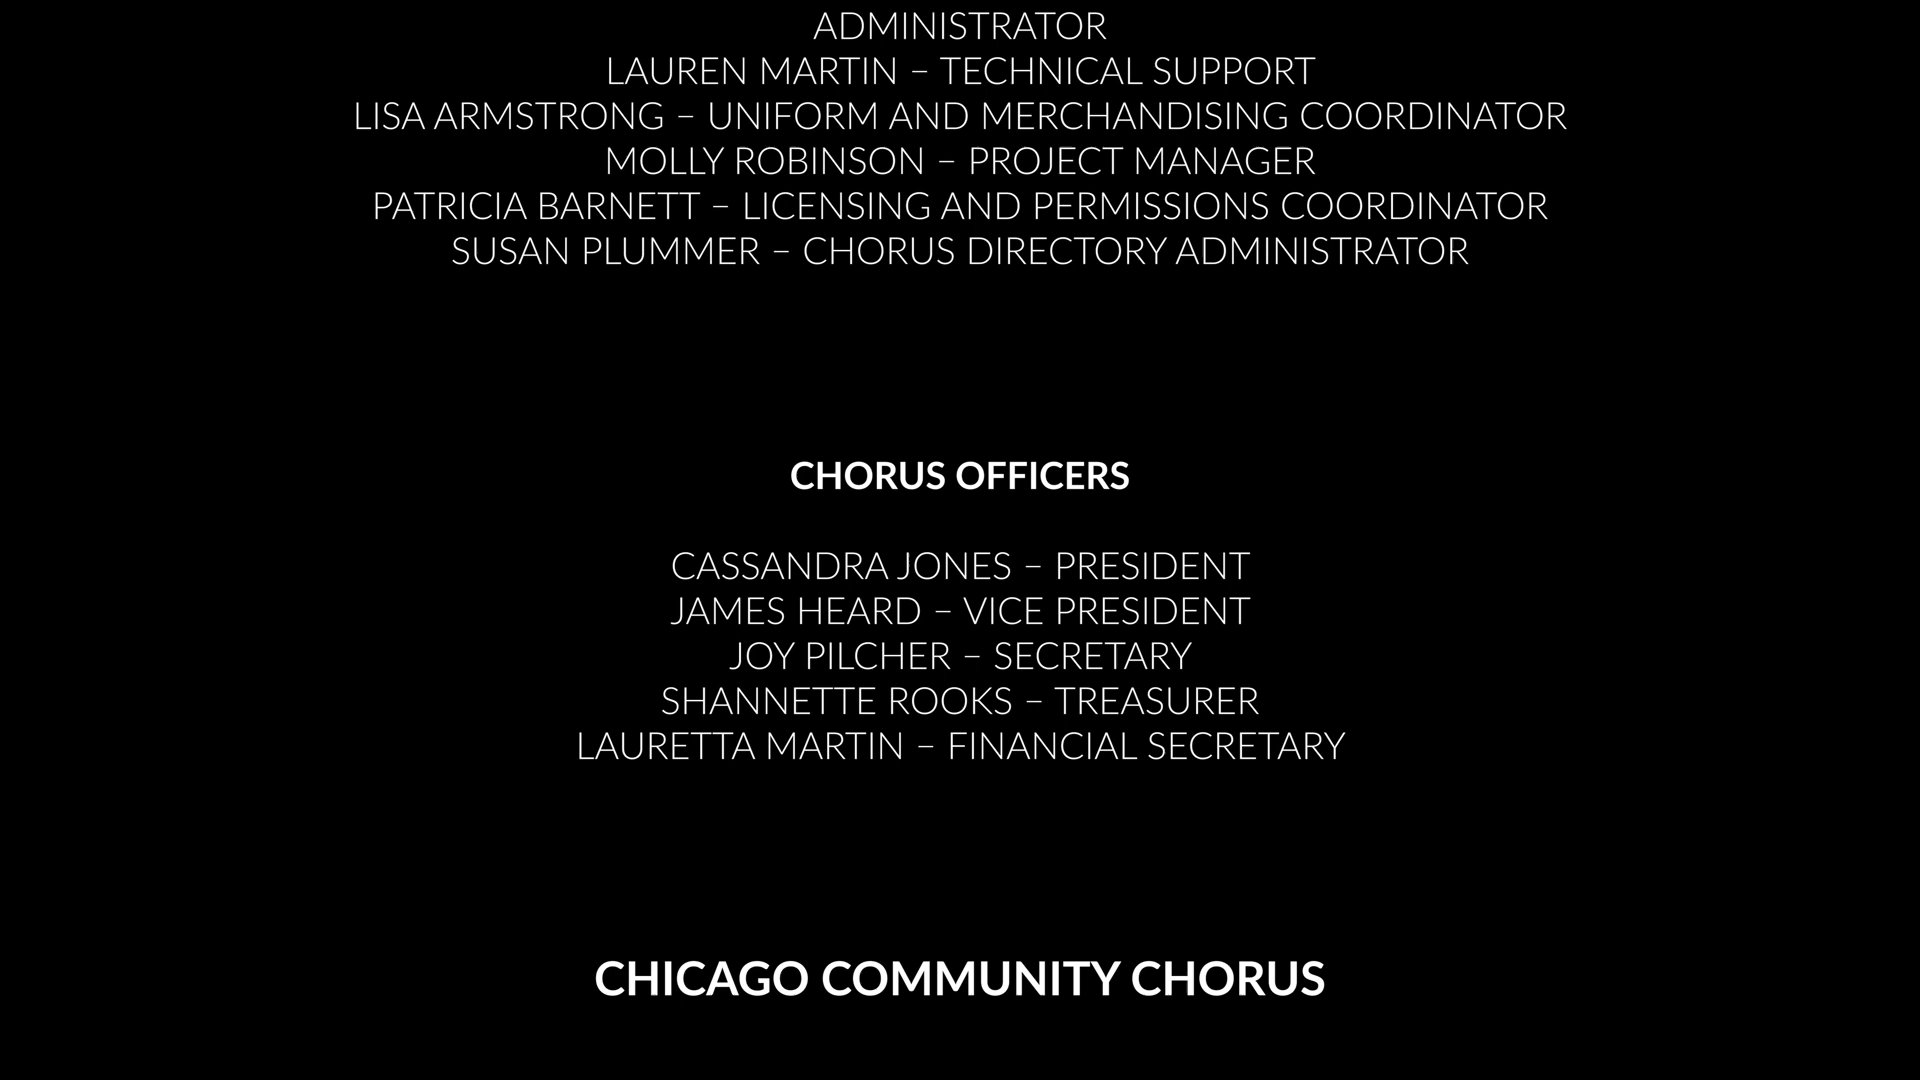 ADMINISTRATOR
LAUREN MARTIN – TECHNICAL SUPPORT
LISA ARMSTRONG – UNIFORM AND MERCHANDISING COORDINATOR
MOLLY ROBINSON – PROJECT MANAGER
PATRICIA BARNETT – LICENSING AND PERMISSIONS COORDINATOR
SUSAN PLUMMER – CHORUS DIRECTORY ADMINISTRATOR
CHORUS OFFICERS
CASSANDRA JONES – PRESIDENT
JAMES HEARD – VICE PRESIDENT
JOY PILCHER – SECRETARY
SHANNETTE ROOKS – TREASURER
LAURETTA MARTIN – FINANCIAL SECRETARY
CHICAGO COMMUNITY CHORUS